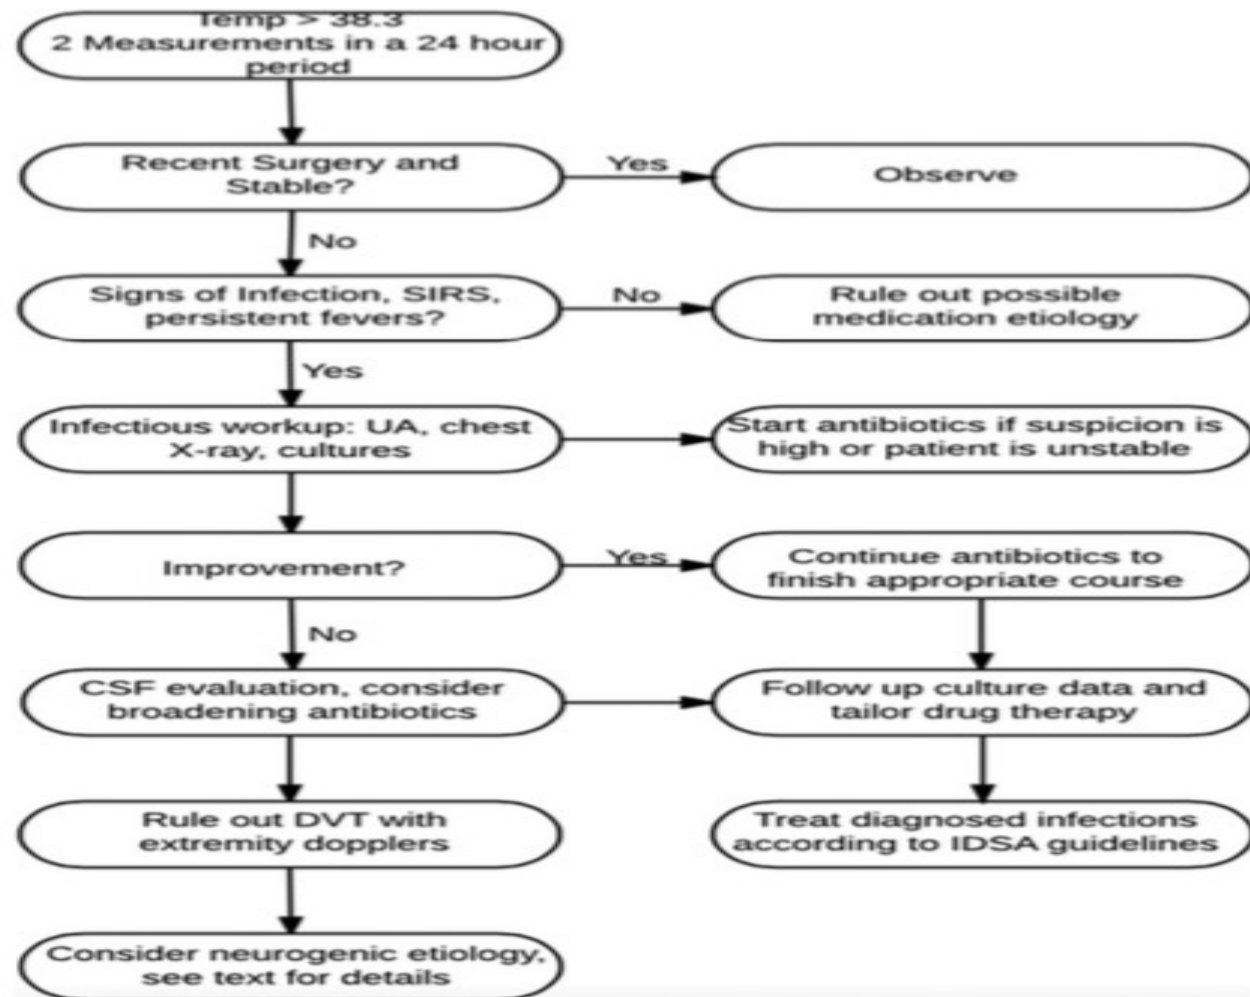 Temp > 38.3
2 Measurements in a 24 hour
period
Recent Surgery and
Stable?
Yes
Observe
No
Signs of Infection, SIRS,
persistent fevers?
No
Rule out possible
medication etiology
Yes
Infectious workup: UA, chest
X-ray, cultures
Start antibiotics if suspicion is
high or patient is unstable
Improvement?
Yes
Continue antibiotics to
finish appropriate course
No
CSF evaluation, consider
broadening antibiotics
Follow up culture data and
tailor drug therapy
Rule out DVT with
extremity dopplers
Treat diagnosed infections
according to IDSA guidelines
Consider neurogenic etiology,
see text for details